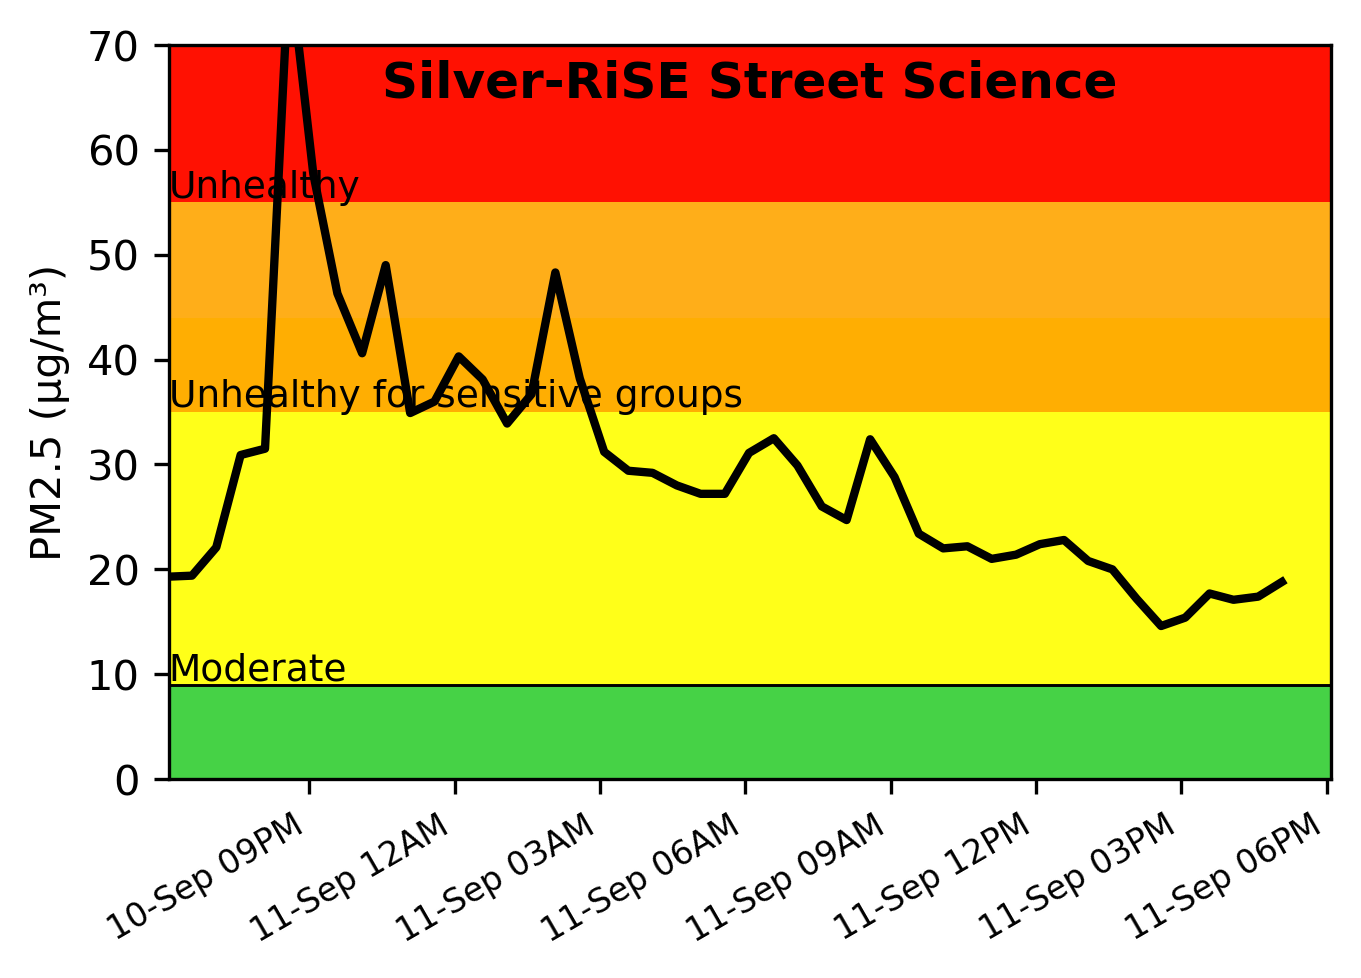 Silver-RiSE Street Science
70
60
50
40
30
20
10
0
PM2.5 (µg/m³)
Unhealthy
Unhealthy for sensitive groups
Moderate
10-Sep 09PM
11-Sep 12AM
11-Sep 03AM
11-Sep 06AM
11-Sep 09AM
11-Sep 12PM
11-Sep 03PM
11-Sep 06PM